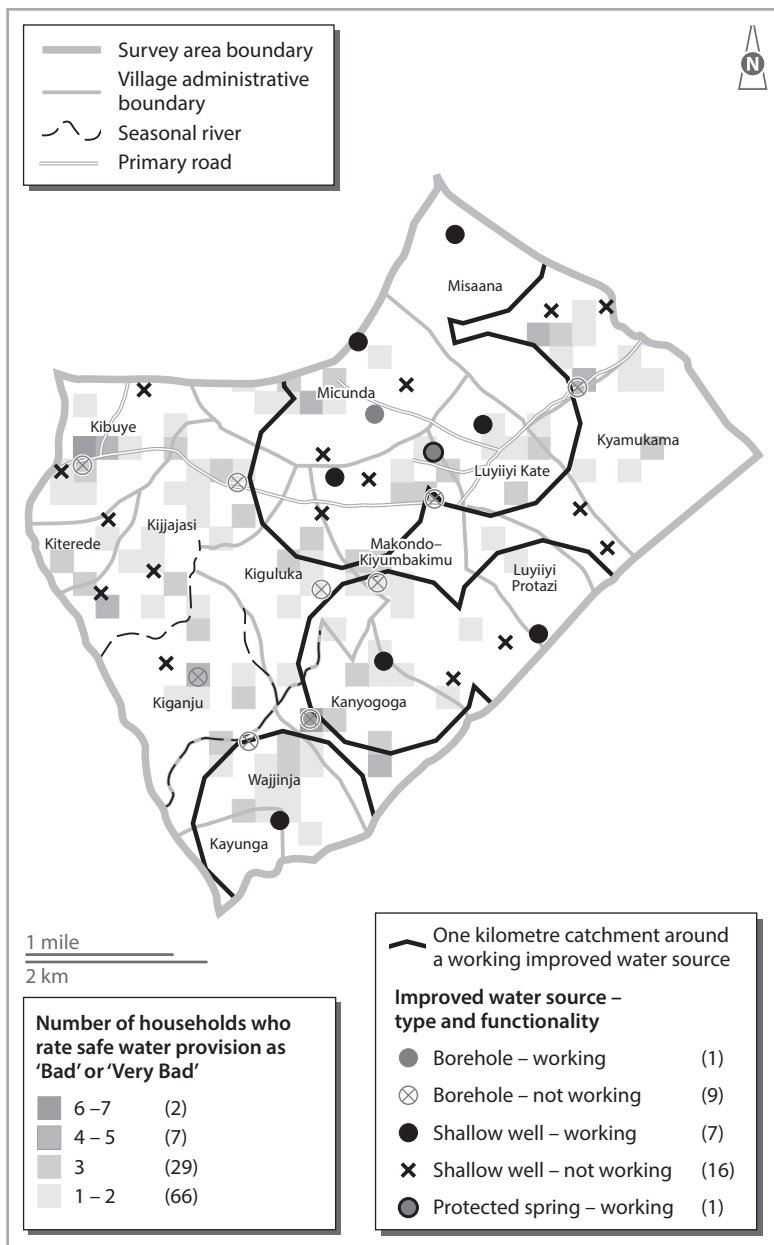 Survey area boundary
Village administrative
boundary
Seasonal river
Primary road
N
Misaana
Micunda
Kibuye
Kyamukama
Luyiiyi Kate
Kiterede
Kijjajasi
Makondo–
Kiyumbakimu
Kiguluka
Luyiiyi
Protazi
Kiganju
Kanyogoga
Wajjinja
Kayunga
1 mile
2 km
Number of households who
rate safe water provision as
‘Bad’ or ‘Very Bad’
6 –7 (2)
4 – 5 (7)
3 (29)
1 – 2 (66)
One kilometre catchment around
a working improved water source
Improved water source –
type and functionality
Borehole – working (1)
Borehole – not working (9)
Shallow well – working (7)
Shallow well – not working (16)
Protected spring – working (1)